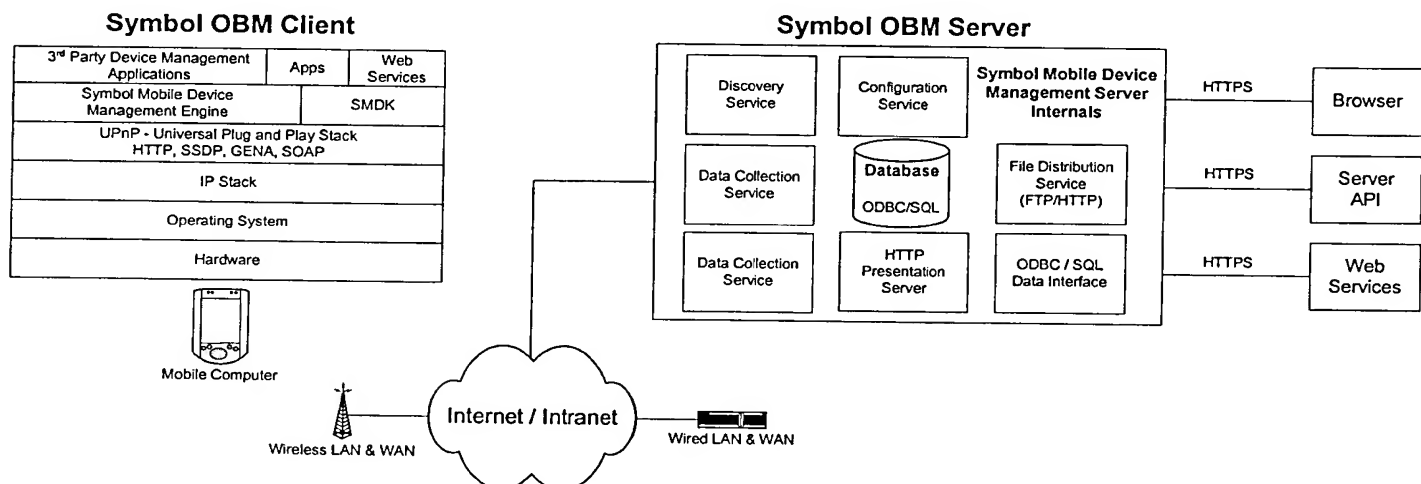 Symbol OBM Client
3rd Party Device Management
Applications
Apps
Web
Services
Symbol Mobile Device
Management Engine
SMDK
UPnP - Universal Plug and Play Stack
HTTP, SSDP, GENA, SOAP
IP Stack
Operating System
Hardware
Mobile Computer
Wireless LAN & WAN
Internet / Intranet
Wired LAN & WAN
Symbol OBM Server
Discovery
Service
Configuration
Service
Symbol Mobile Device
Management Server
Internals
Data Collection
Service
Database
ODBC/SQL
File Distribution
Service
(FTP/HTTP)
Data Collection
Service
HTTP
Presentation
Server
ODBC / SQL
Data Interface
HTTPS
Browser
HTTPS
Server
API
HTTPS
Web
Services